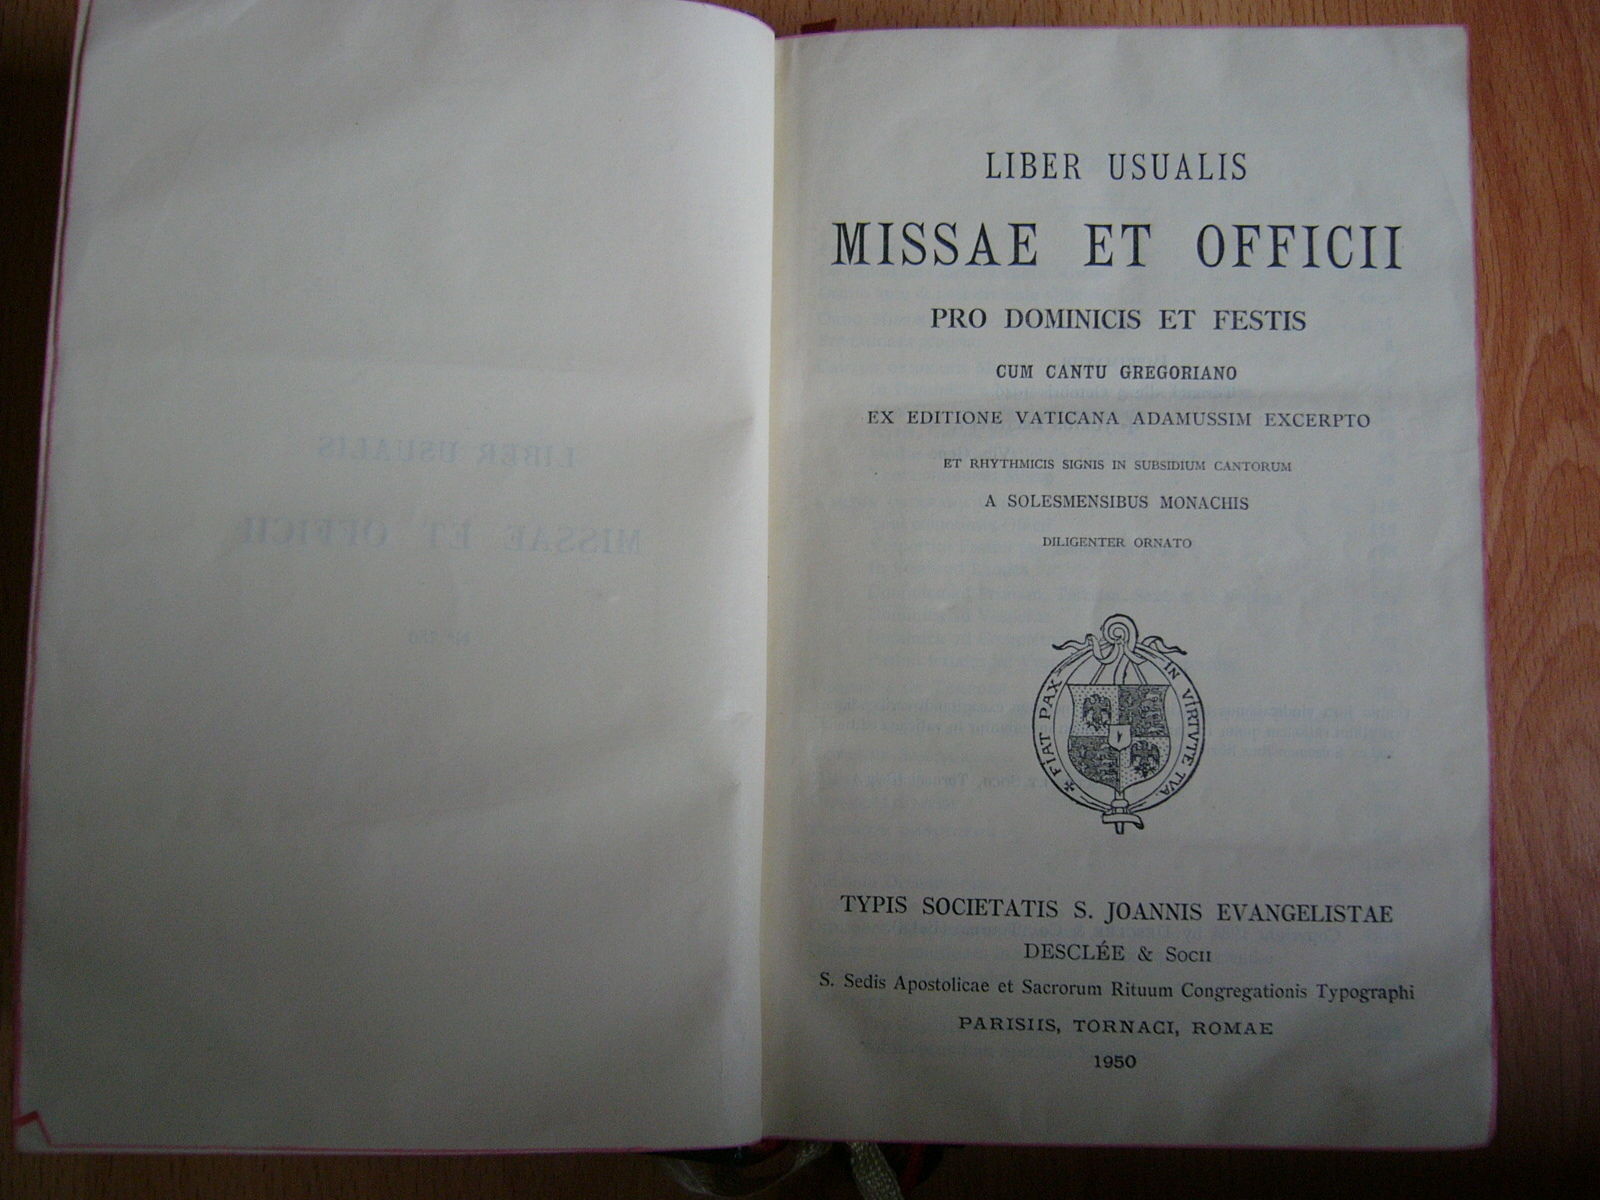 LIBER USUALIS
MISSAE ET OFFICII
PRO DOMINICIS ET FESTIS
CUM CANTU GREGORIANO
EX EDITIONE VATICANA ADAMUSSIM EXCERPTO
ET RHYTHMICIS SIGNIS IN SUBSIDIUM CANTORUM
A SOLESMENSIBUS MONACHIS
DILIGENTER ORNATO
✠ FIAT PAX IN VIRTVTE TVA.
TYPIS SOCIETATIS S. JOANNIS EVANGELISTAE
DESCLÉE & SOCII
S. Sedis Apostolicae et Sacrorum Rituum Congregationis Typographi
PARISIIS, TORNACI, ROMAE
1950